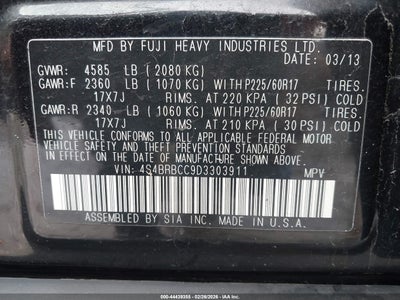 MFD BY FUJI HEAVY INDUSTRIES LTD.
DATE: 03/13
GVWR: 4585 LB ( 2080 KG)
GAWR:F 2360 LB ( 1070 KG) WITH P225/60R17 TIRES.
17X7J RIMS. AT 220 KPA ( 32 PSI) COLD
GAWR:R 2340 LB ( 1060 KG) WITH P225/60R17 TIRES.
17X7J RIMS. AT 210 KPA ( 30 PSI) COLD
THIS VEHICLE CONFORMS TO ALL APPLICABLE FEDERAL MOTOR
VEHICLE SAFETY, BUMPER, AND THEFT PREVENTION STANDARDS
IN EFFECT ON THE DATE OF MANUFACTURE SHOWN ABOVE.
VIN: 4S4BRBCC9D3303911 MPV
ASSEMBLED BY SIA INC. MADE IN U.S.A.
000-44439355 - 02/28/2026 - IAAI.COM